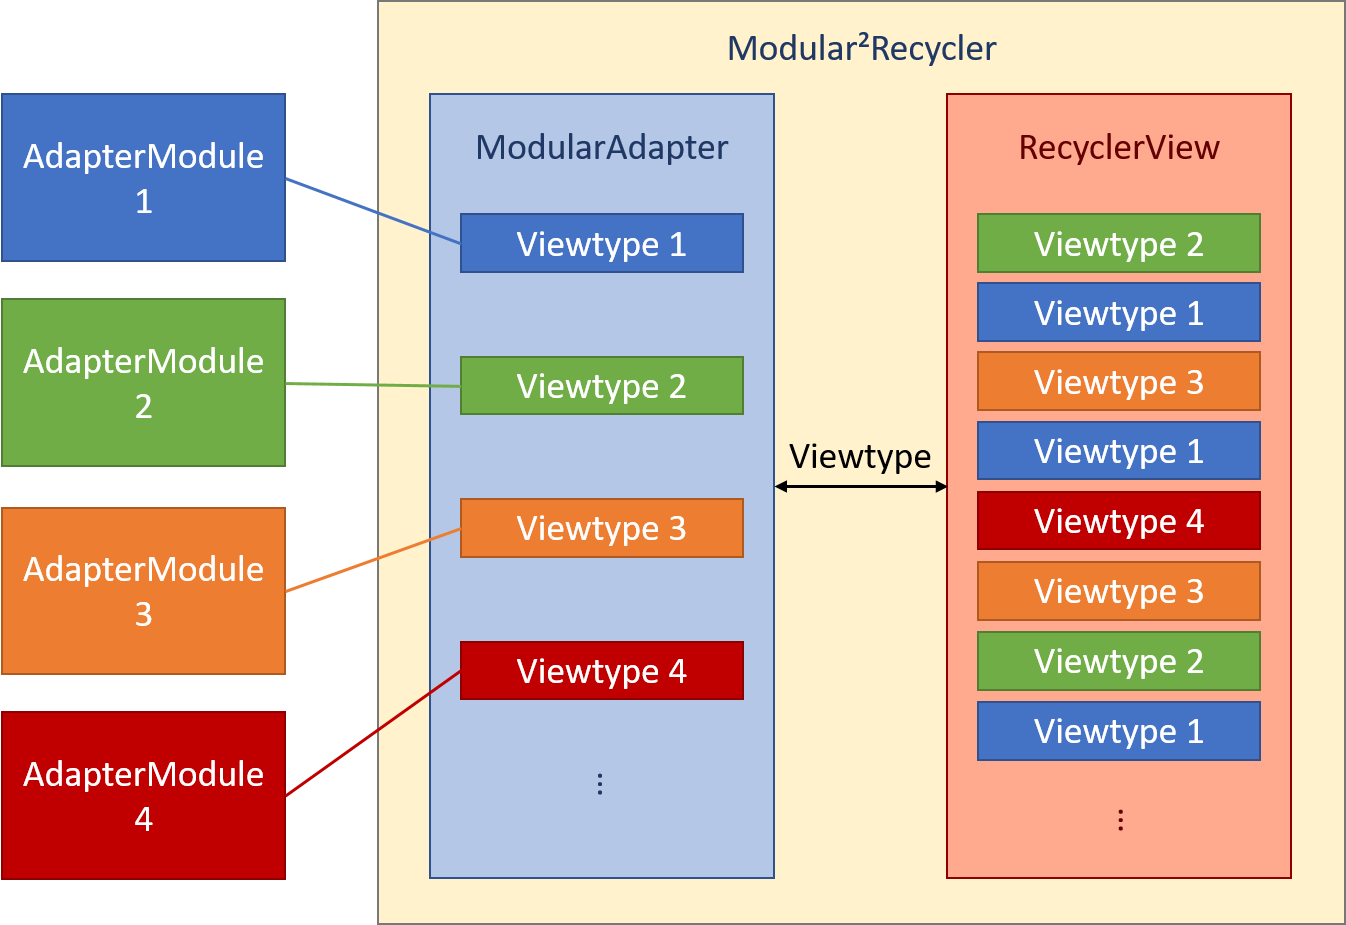 Modular²Recycler
AdapterModule
1
AdapterModule
2
AdapterModule
3
AdapterModule
4
ModularAdapter
Viewtype 1
Viewtype 2
Viewtype 3
Viewtype 4
⋮
Viewtype
RecyclerView
Viewtype 2
Viewtype 1
Viewtype 3
Viewtype 1
Viewtype 4
Viewtype 3
Viewtype 2
Viewtype 1
⋮